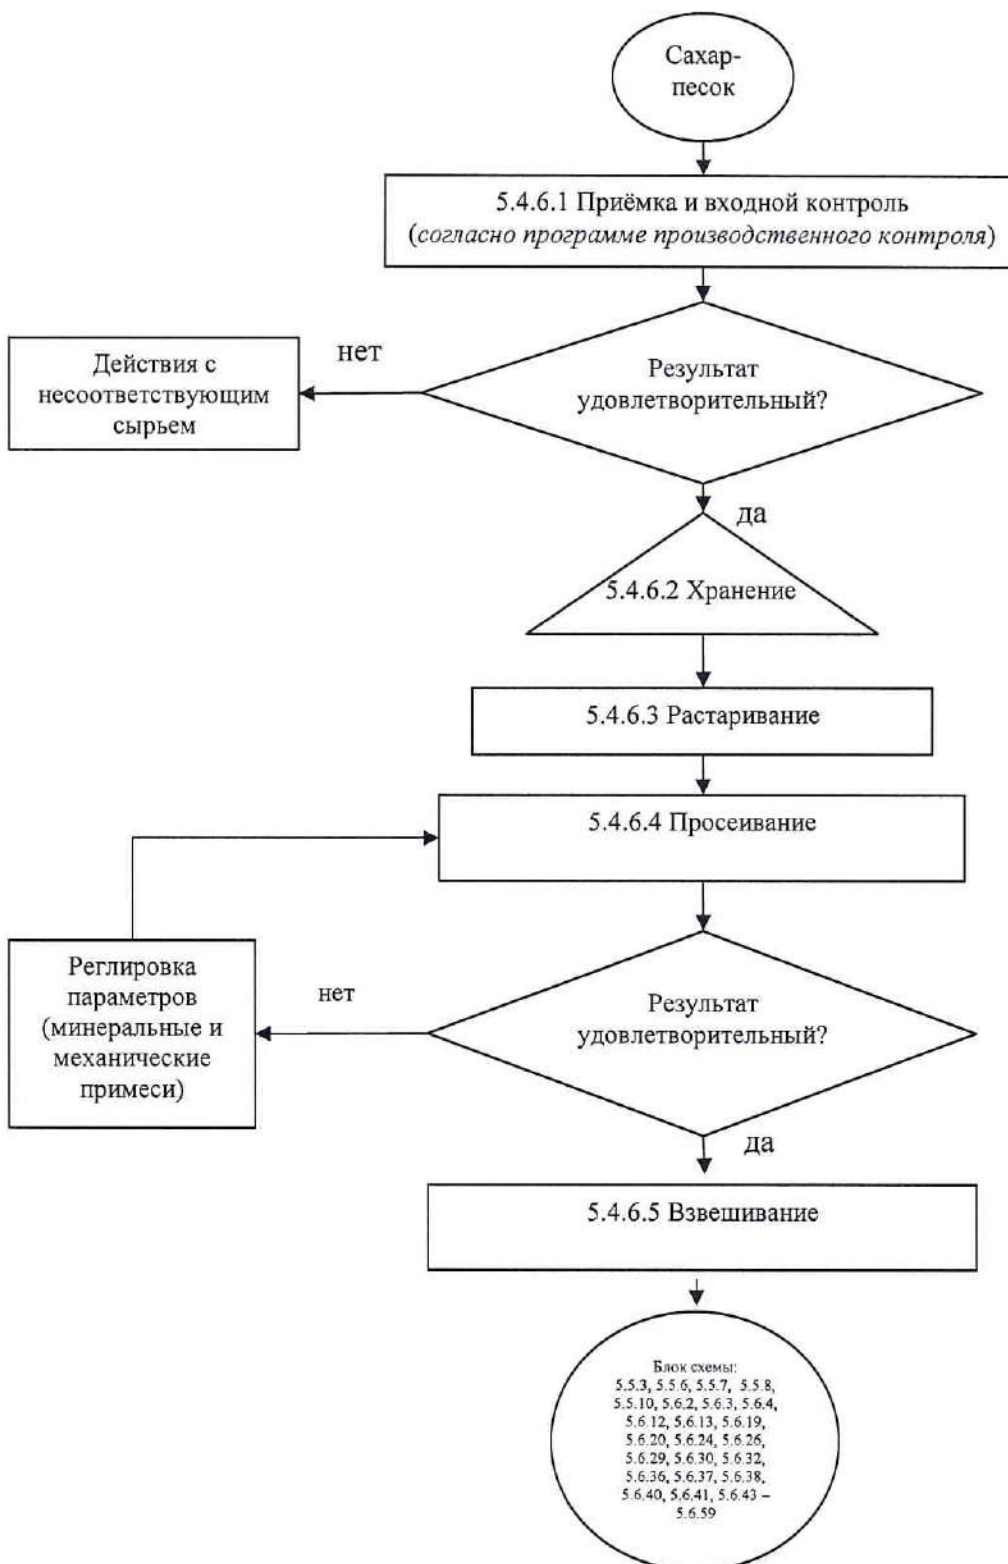 Сахар-
песок
5.4.6.1 Приёмка и входной контроль
(согласно программе производственного контроля)
Результат
удовлетворительный?
нет
Действия с
несоответствующим
сырьем
да
5.4.6.2 Хранение
5.4.6.3 Растаривание
5.4.6.4 Просеивание
Результат
удовлетворительный?
нет
Реглировка
параметров
(минеральные и
механические
примеси)
да
5.4.6.5 Взвешивание
Блок схемы:
5.5.3, 5.5.6, 5.5.7, 5.5.8,
5.5.10, 5.6.2, 5.6.3, 5.6.4,
5.6.12, 5.6.13, 5.6.19,
5.6.20, 5.6.24, 5.6.26,
5.6.29, 5.6.30, 5.6.32,
5.6.36, 5.6.37, 5.6.38,
5.6.40, 5.6.41, 5.6.43 –
5.6.59